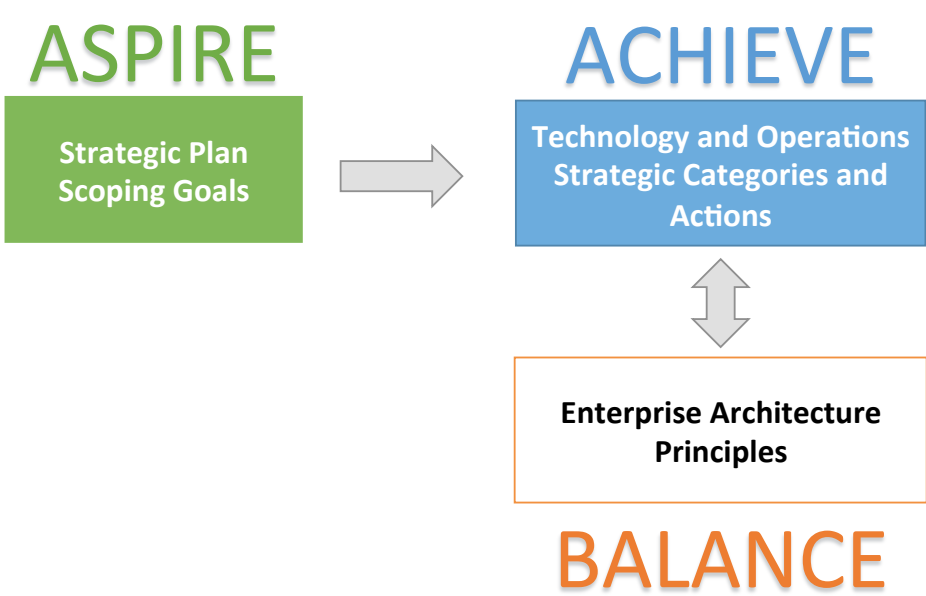 ASPIRE
Strategic Plan
Scoping Goals
ACHIEVE
Technology and Operations
Strategic Categories and
Actions
Enterprise Architecture
Principles
BALANCE